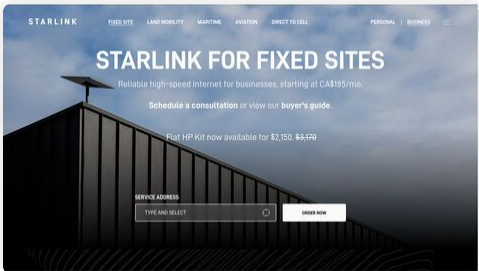 STARLINK
FIXED SITE LAND MOBILITY MARITIME AVIATION DIRECT TO CELL PERSONAL | BUSINESS
STARLINK FOR FIXED SITES
Reliable high-speed internet for businesses, starting at CA$165/mo.
Schedule a consultation or view our buyer's guide.
Flat HP Kit now available for $2,150. $3,170
SERVICE ADDRESS
TYPE AND SELECT
ORDER NOW